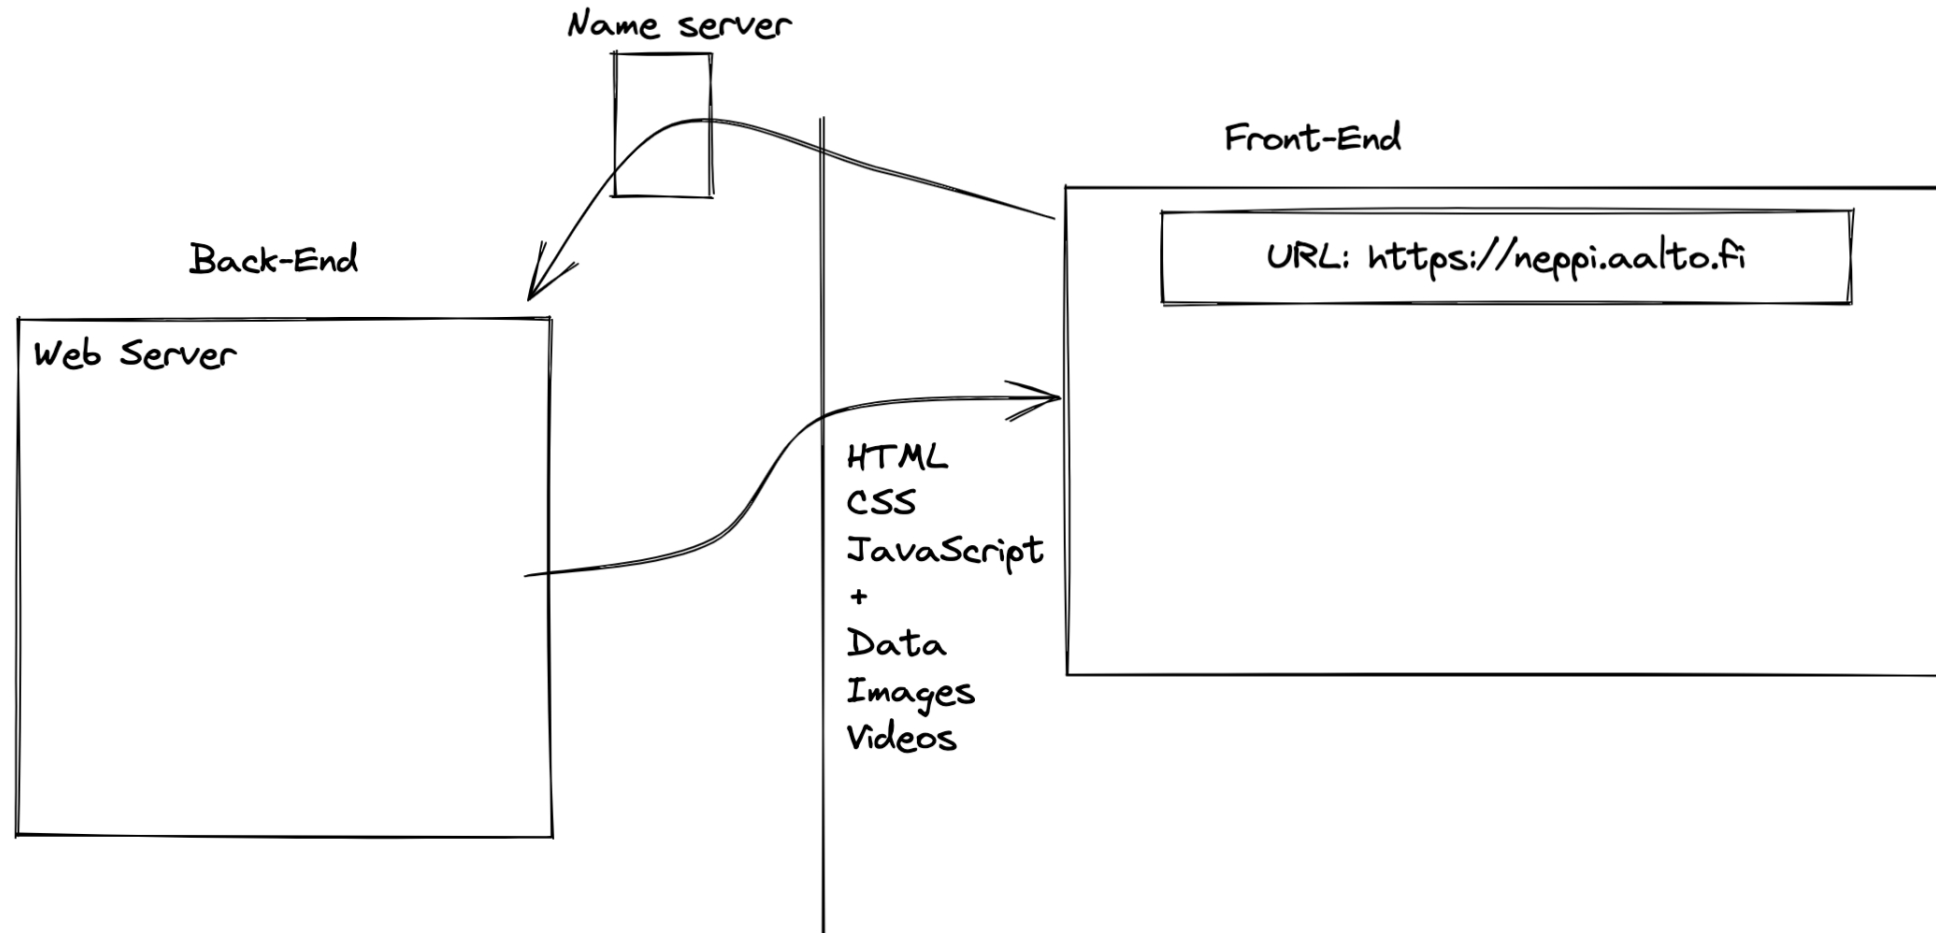 Name server
Front-End
URL: https://neppi.aalto.fi
Back-End
Web Server
HTML
CSS
JavaScript
+
Data
Images
Videos